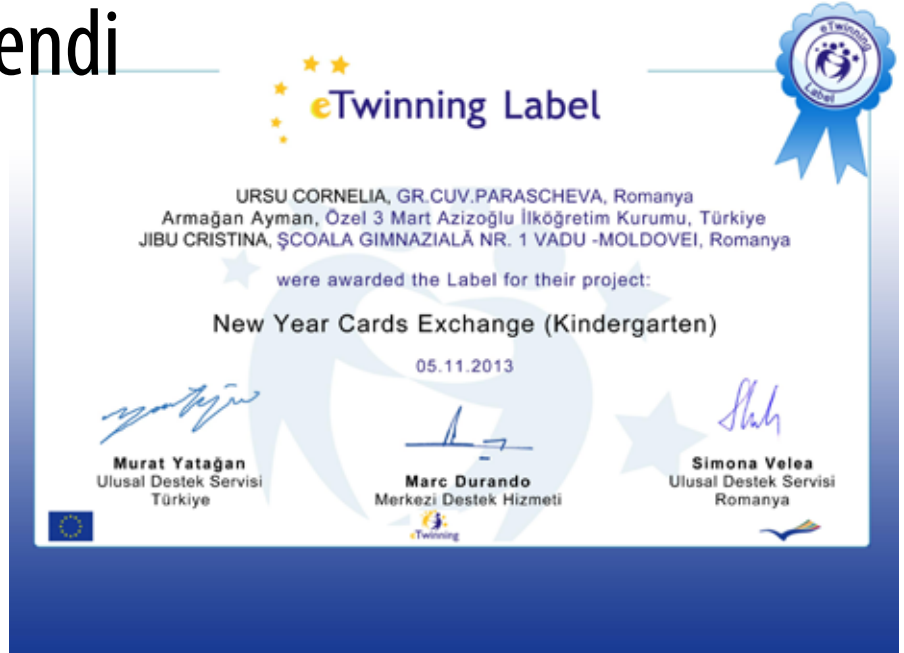 endi
eTwinning Label
eTwinning
Label
URSU CORNELIA, GR.CUV.PARASCHEVA, Romanya
Armağan Ayman, Özel 3 Mart Azizoğlu İlköğretim Kurumu, Türkiye
JIBU CRISTINA, ŞCOALA GIMNAZIALĂ NR. 1 VADU -MOLDOVEI, Romanya
were awarded the Label for their project:
New Year Cards Exchange (Kindergarten)
05.11.2013
Murat Yatağan
Ulusal Destek Servisi
Türkiye
Marc Durando
Merkezi Destek Hizmeti
eTwinning
Simona Velea
Ulusal Destek Servisi
Romanya